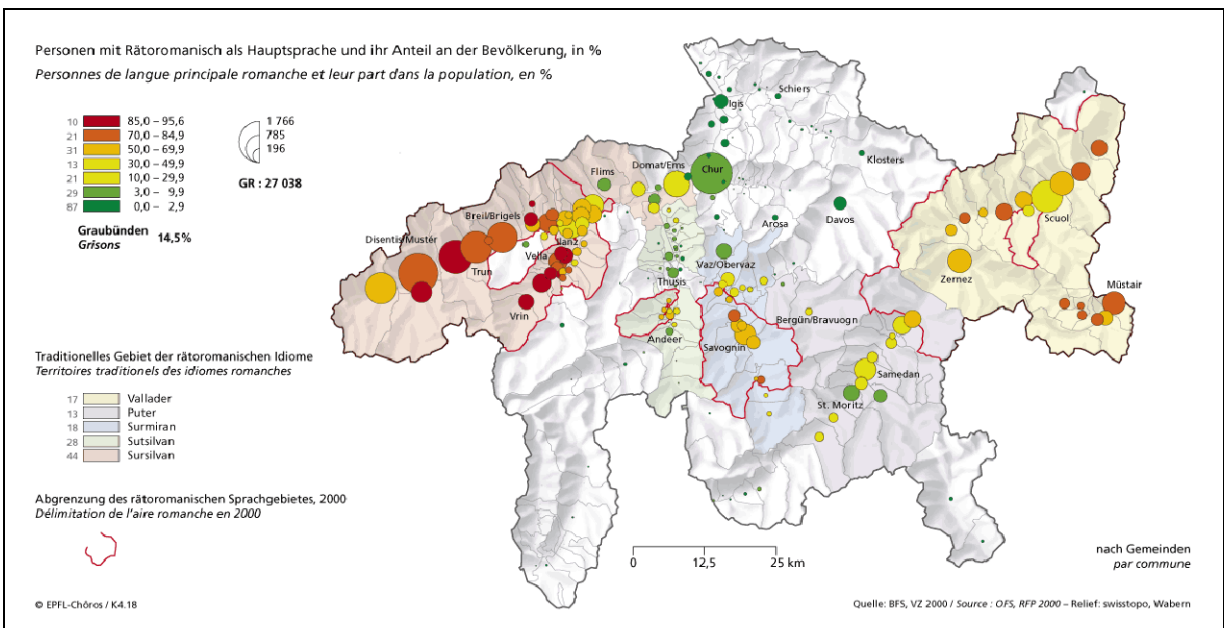 Personen mit Rätoromanisch als Hauptsprache und ihr Anteil an der Bevölkerung, in %
Personnes de langue principale romanche et leur part dans la population, en %
10 85,0 – 95,6
21 70,0 – 84,9
31 50,0 – 69,9
13 30,0 – 49,9
21 10,0 – 29,9
29 3,0 – 9,9
87 0,0 – 2,9
Graubünden
Grisons
14,5%
1 766
785
196
GR : 27 038
Schiers
Igis
Klosters
Domat/Ems
Chur
Flims
Davos
Arosa
Scuol
Breil/Brigels
Disentis/Mustér
Ilanz
Vella
Trun
Vaz/Obervaz
Zernez
Müstair
Thusis
Vrin
Bergün/Bravuogn
Andeer
Savognin
Samedan
St. Moritz
Traditionelles Gebiet der rätoromanischen Idiome
Territoires traditionels des idiomes romanches
17 Vallader
13 Puter
18 Surmiran
28 Sutsilvan
44 Sursilvan
Abgrenzung des rätoromanischen Sprachgebietes, 2000
Délimitation de l'aire romanche en 2000
0 12,5 25 km
nach Gemeinden
par commune
© EPFL-Chôros / K4.18
Quelle: BFS, VZ 2000 / Source : OFS, RFP 2000 – Relief: swisstopo, Wabern